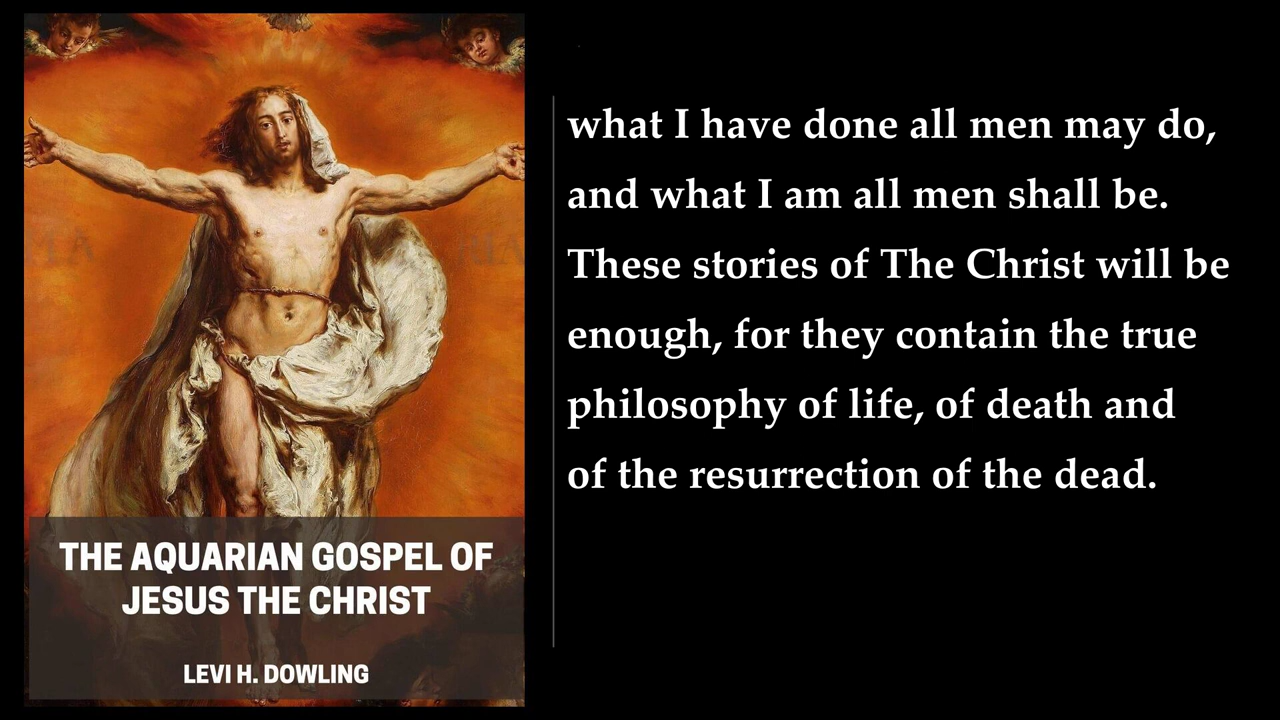 THE AQUARIAN GOSPEL OF
JESUS THE CHRIST
LEVI H. DOWLING
what I have done all men may do,
and what I am all men shall be.
These stories of The Christ will be
enough, for they contain the true
philosophy of life, of death and
of the resurrection of the dead.